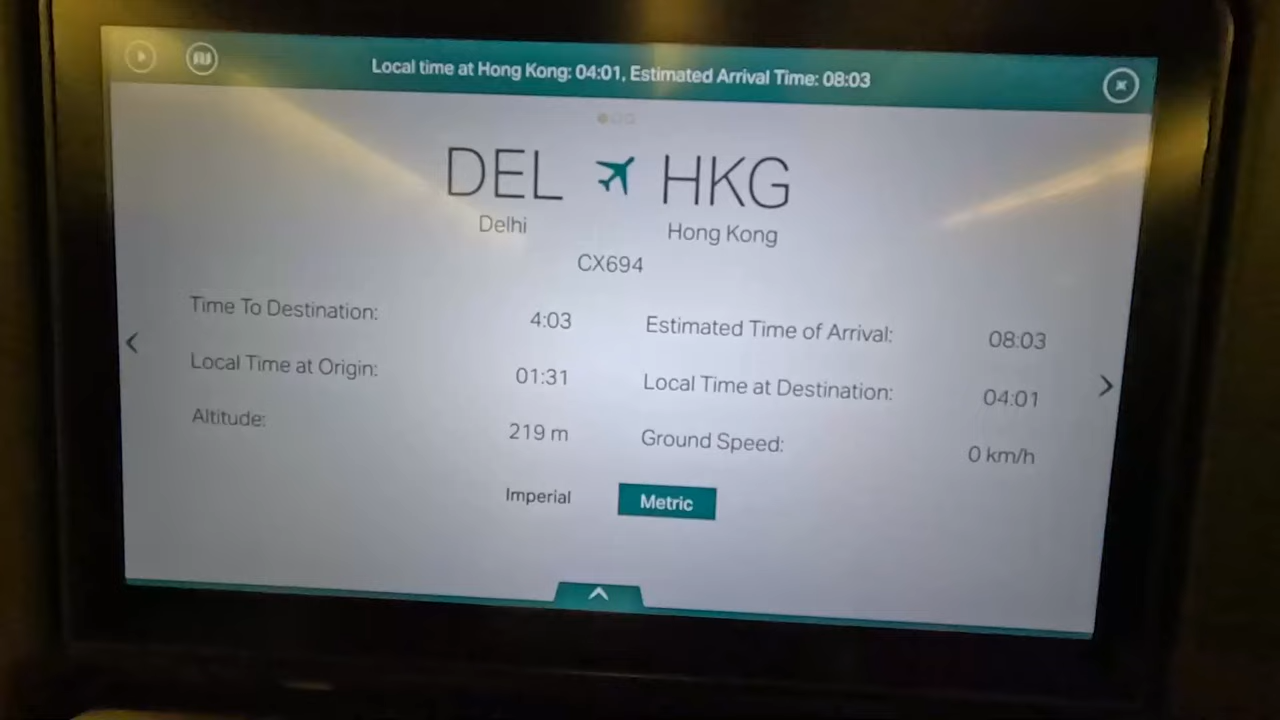 Local time at Hong Kong: 04:01, Estimated Arrival Time: 08:03
DEL HKG
Delhi Hong Kong
CX694
Time To Destination: 4:03 Estimated Time of Arrival: 08:03
Local Time at Origin: 01:31 Local Time at Destination: 04:01
Altitude: 219 m Ground Speed: 0 km/h
Imperial Metric